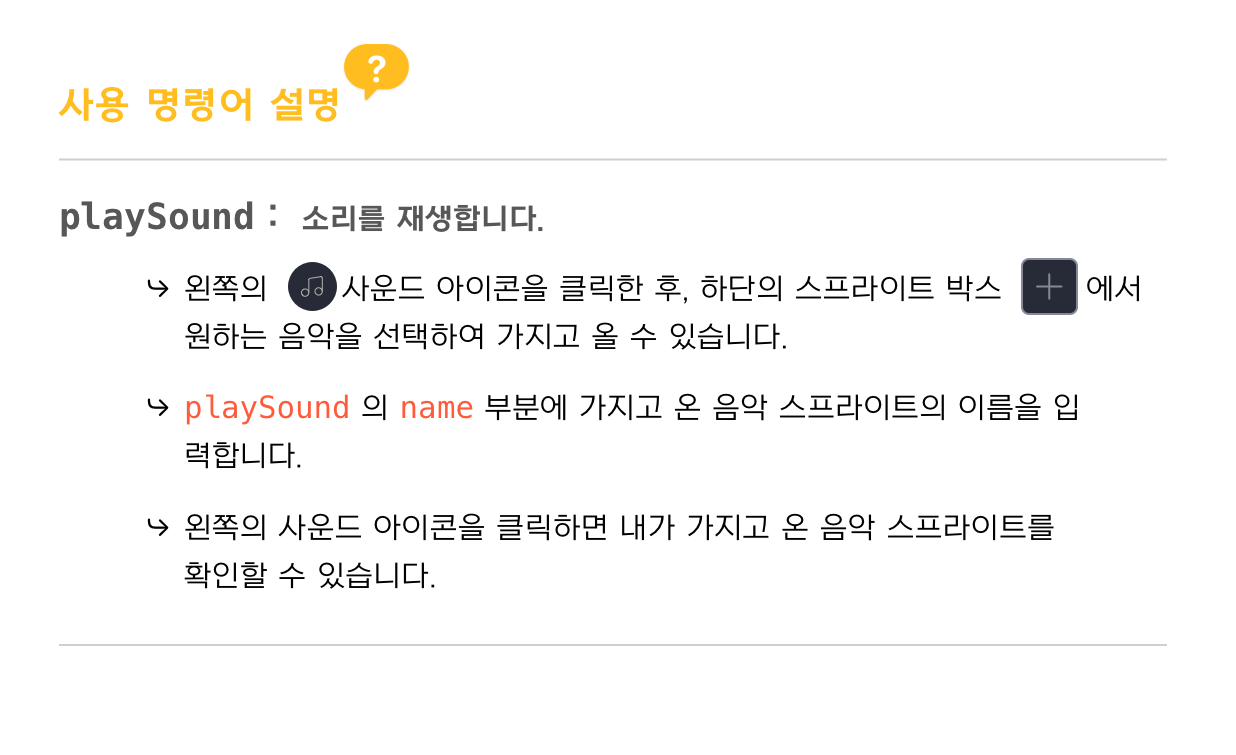 사용 명령어 설명 ?
playSound : 소리를 재생합니다.
↪ 왼쪽의 사운드 아이콘을 클릭한 후, 하단의 스프라이트 박스 + 에서
원하는 음악을 선택하여 가지고 올 수 있습니다.
↪ playSound 의 name 부분에 가지고 온 음악 스프라이트의 이름을 입
력합니다.
↪ 왼쪽의 사운드 아이콘을 클릭하면 내가 가지고 온 음악 스프라이트를
확인할 수 있습니다.